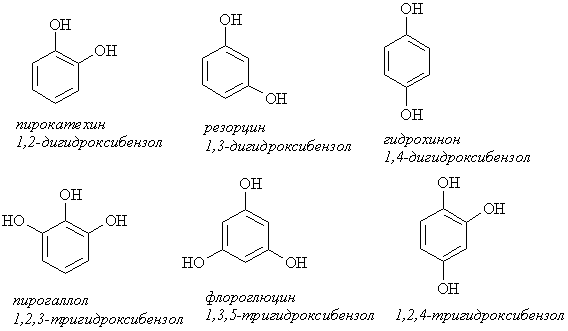 OH
OH
пирокатехин
1,2-дигидроксибензол
OH
OH
резорцин
1,3-дигидроксибензол
OH
OH
гидрохинон
1,4-дигидроксибензол
OH
HO
OH
пирогаллол
1,2,3-тригидроксибензол
OH
HO
OH
флороглюцин
1,3,5-тригидроксибензол
OH
OH
OH
1,2,4-тригидроксибензол